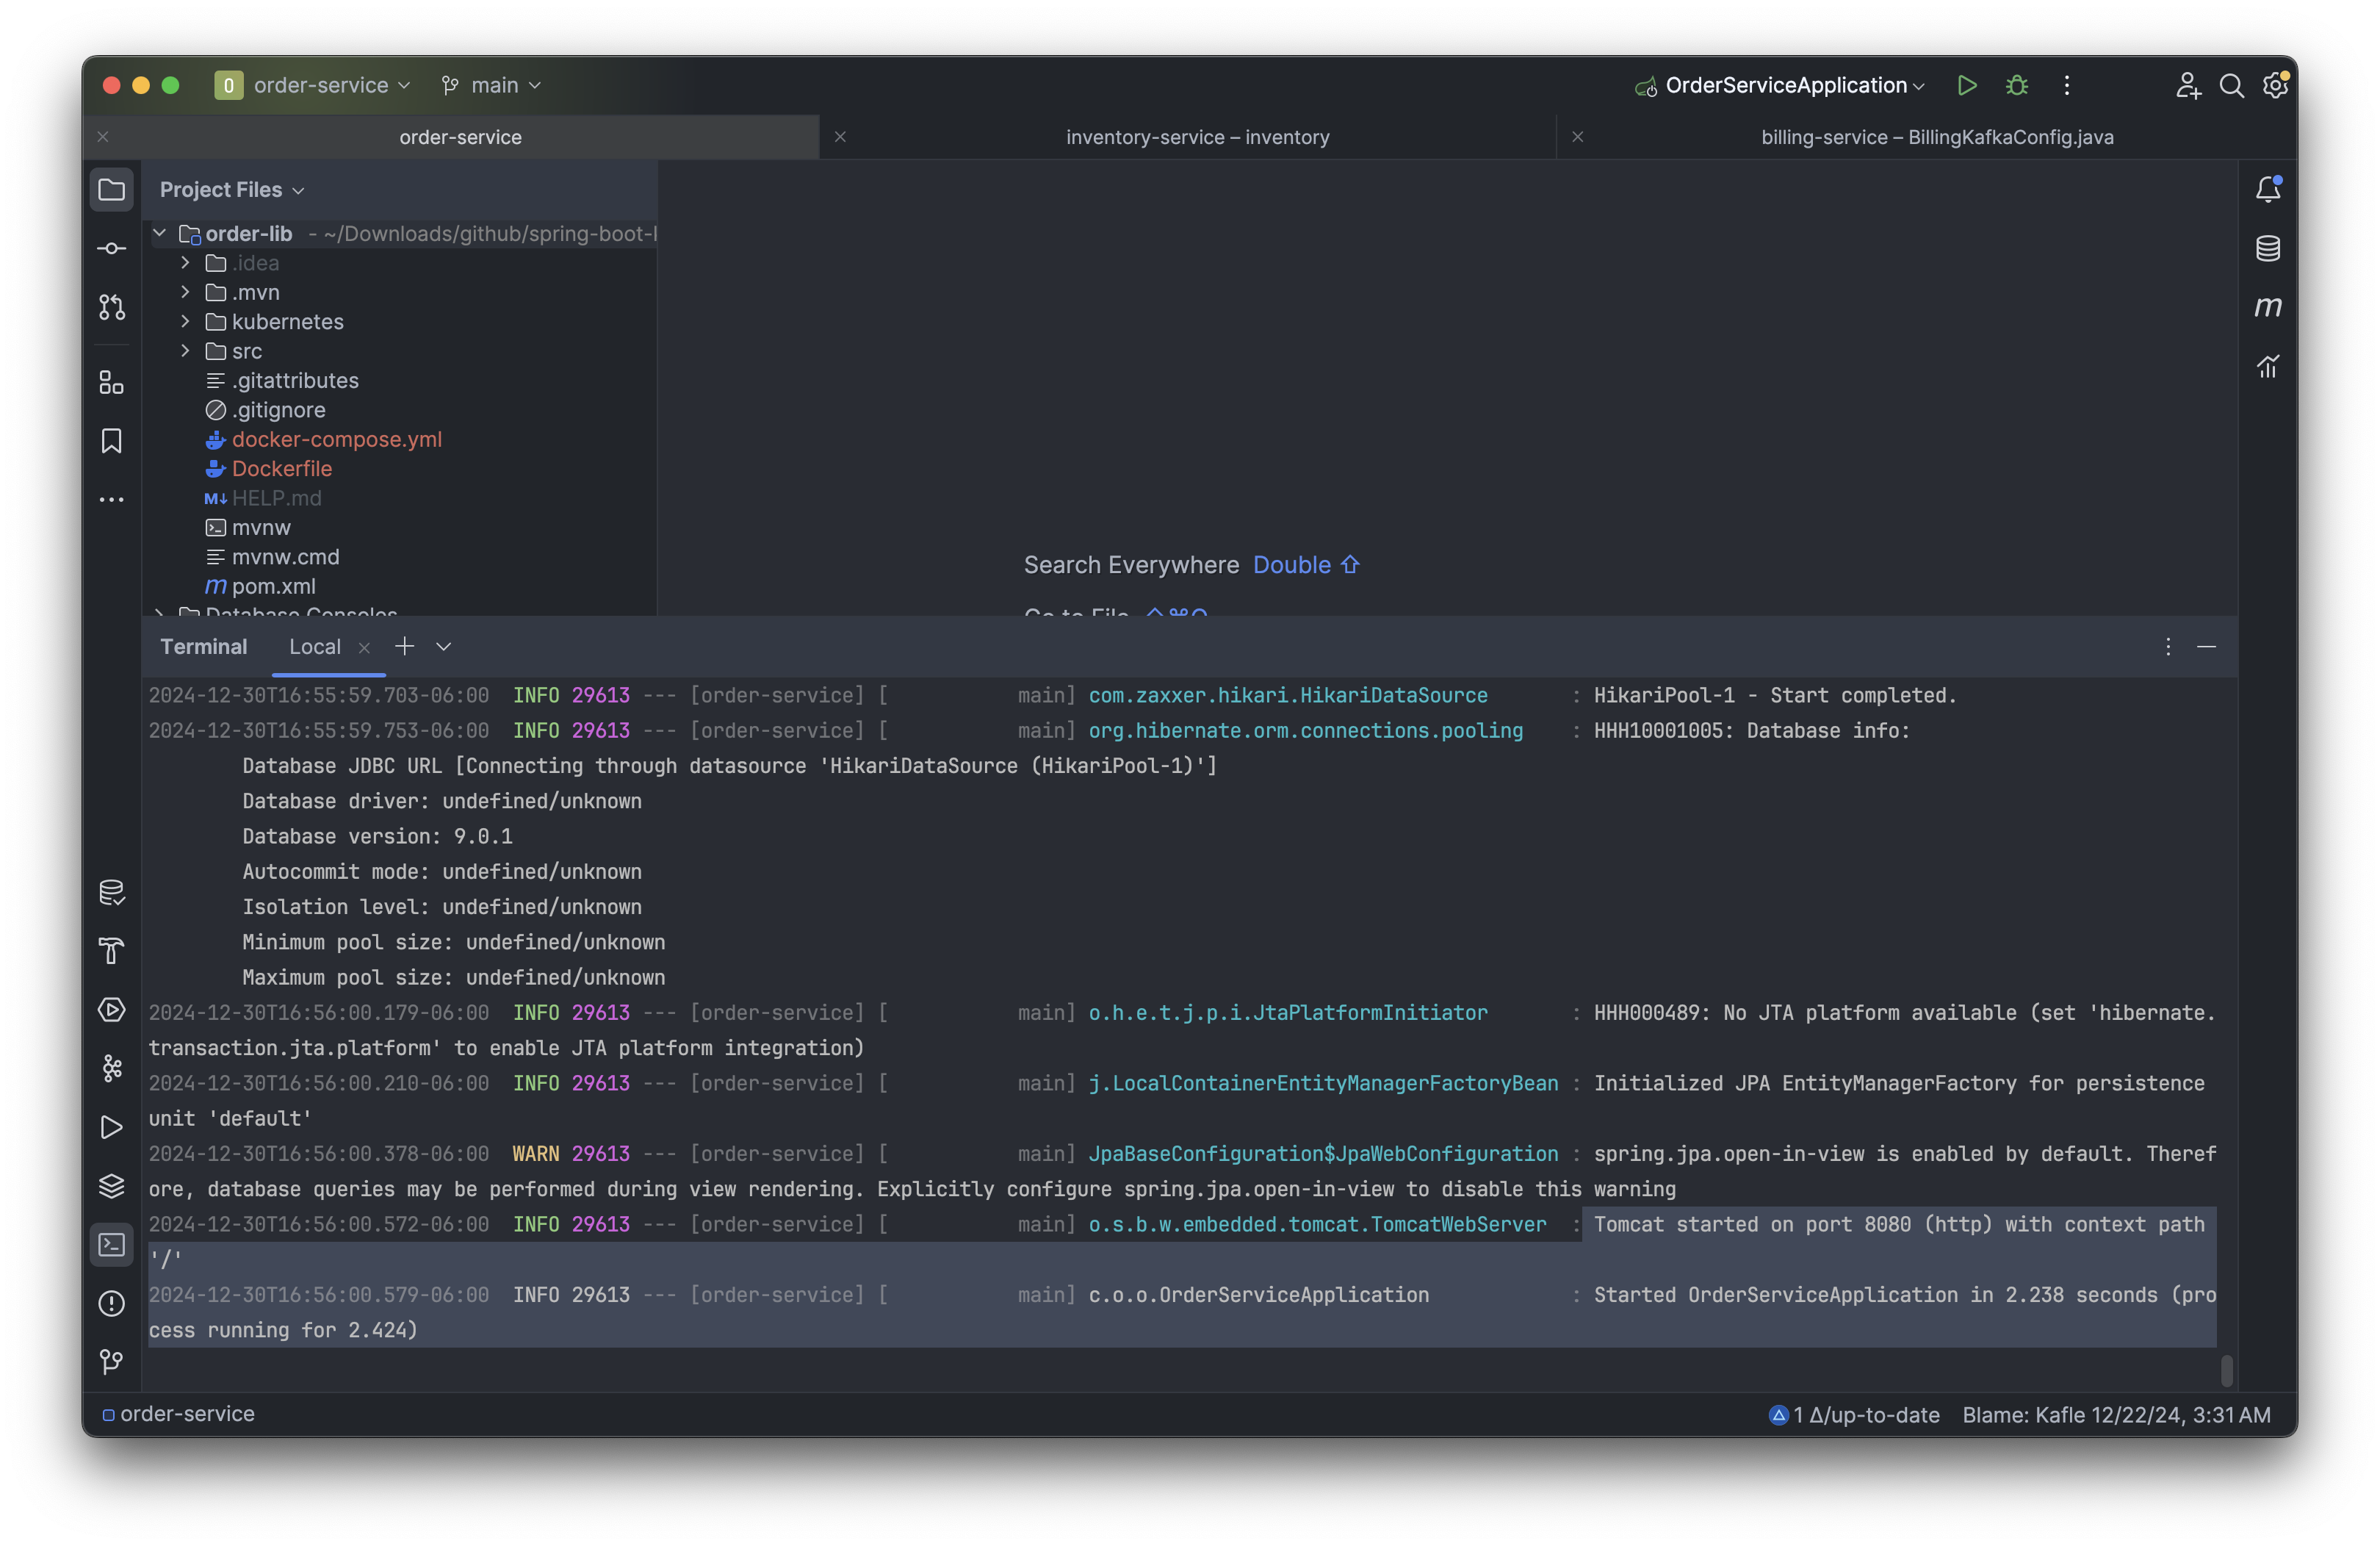 O order-service main OrderServiceApplication
order-service
inventory-service – inventory
billing-service – BillingKafkaConfig.java
Project Files
order-lib - ~/Downloads/github/spring-boot-
.idea
.mvn
kubernetes
src
.gitattributes
.gitignore
docker-compose.yml
Dockerfile
M↓ HELP.md
mvnw
mvnw.cmd
m pom.xml
Database Consoles
Search Everywhere Double ⇧
Go to File ⇧⌘O
m
Terminal Local
2024-12-30T16:55:59.703-06:00  INFO 29613 --- [order-service] [           main] com.zaxxer.hikari.HikariDataSource       : HikariPool-1 - Start completed.
2024-12-30T16:55:59.753-06:00  INFO 29613 --- [order-service] [           main] org.hibernate.orm.connections.pooling    : HHH10001005: Database info:
Database JDBC URL [Connecting through datasource 'HikariDataSource (HikariPool-1)']
Database driver: undefined/unknown
Database version: 9.0.1
Autocommit mode: undefined/unknown
Isolation level: undefined/unknown
Minimum pool size: undefined/unknown
Maximum pool size: undefined/unknown
2024-12-30T16:56:00.179-06:00  INFO 29613 --- [order-service] [           main] o.h.e.t.j.p.i.JtaPlatformInitiator       : HHH000489: No JTA platform available (set 'hibernate.
transaction.jta.platform' to enable JTA platform integration)
2024-12-30T16:56:00.210-06:00  INFO 29613 --- [order-service] [           main] j.LocalContainerEntityManagerFactoryBean : Initialized JPA EntityManagerFactory for persistence
unit 'default'
2024-12-30T16:56:00.378-06:00  WARN 29613 --- [order-service] [           main] JpaBaseConfiguration$JpaWebConfiguration : spring.jpa.open-in-view is enabled by default. Theref
ore, database queries may be performed during view rendering. Explicitly configure spring.jpa.open-in-view to disable this warning
2024-12-30T16:56:00.572-06:00  INFO 29613 --- [order-service] [           main] o.s.b.w.embedded.tomcat.TomcatWebServer  : Tomcat started on port 8080 (http) with context path
'/'
2024-12-30T16:56:00.579-06:00  INFO 29613 --- [order-service] [           main] c.o.o.OrderServiceApplication            : Started OrderServiceApplication in 2.238 seconds (pro
cess running for 2.424)
order-service
1 Δ/up-to-date Blame: Kafle 12/22/24, 3:31 AM